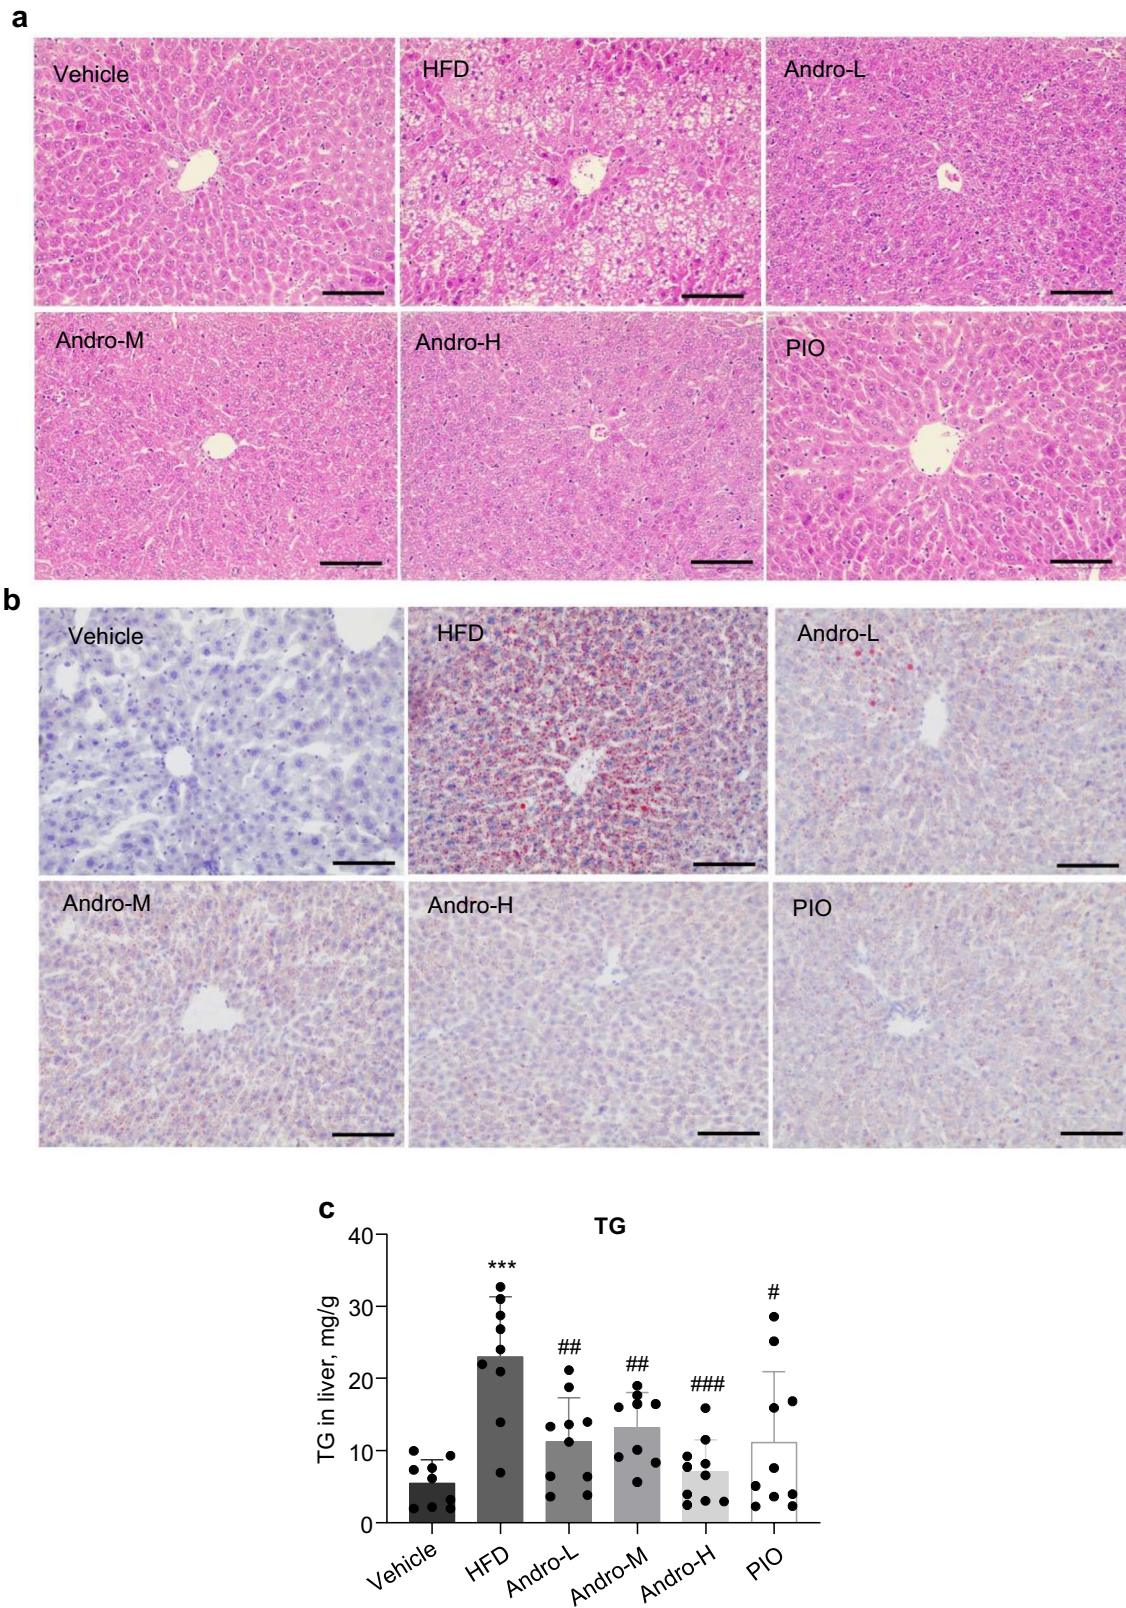 a
Vehicle
HFD
Andro-L
Andro-M
Andro-H
PIO
b
Vehicle
HFD
Andro-L
Andro-M
Andro-H
PIO
c
TG
TG in liver, mg/g
40
30
20
10
0
***
##
##
###
#
Vehicle
HFD
Andro-L
Andro-M
Andro-H
PIO